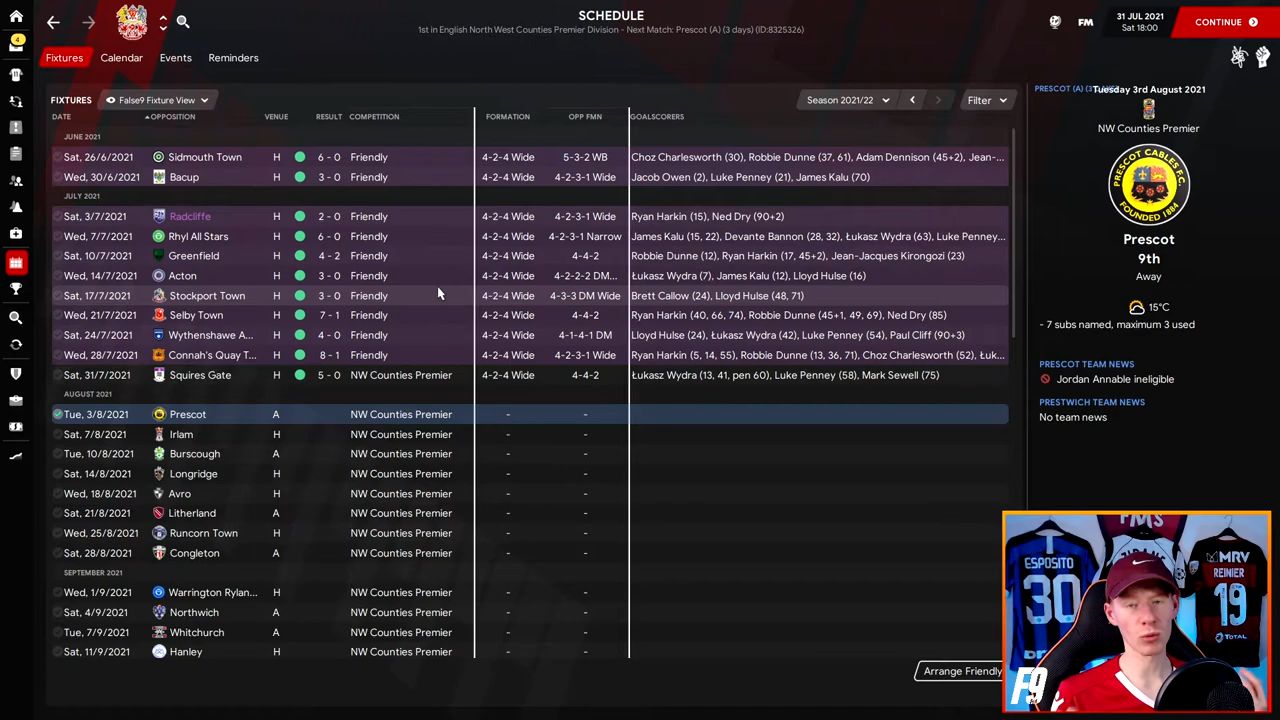 SCHEDULE
1st in English North West Counties Premier Division - Next Match: Prescot (A) (3 days) (ID:8325326)
FM
31 JUL 2021
Sat 18:00
CONTINUE
4
Fixtures Calendar Events Reminders
FIXTURES False9 Fixture View Season 2021/22 Filter
DATE OPPOSITION VENUE RESULT COMPETITION FORMATION OPP FMN GOALSCORERS
JUNE 2021
Sat, 26/6/2021 Sidmouth Town H 6 - 0 Friendly 4-2-4 Wide 5-3-2 WB Choz Charlesworth (30), Robbie Dunne (37, 61), Adam Dennison (45+2), Jean-...
Wed, 30/6/2021 Bacup H 3 - 0 Friendly 4-2-4 Wide 4-2-3-1 Wide Jacob Owen (2), Luke Penney (21), James Kalu (70)
JULY 2021
Sat, 3/7/2021 Radcliffe H 2 - 0 Friendly 4-2-4 Wide 4-2-3-1 Wide Ryan Harkin (15), Ned Dry (90+2)
Wed, 7/7/2021 Rhyl All Stars H 6 - 0 Friendly 4-2-4 Wide 4-2-3-1 Narrow James Kalu (15, 22), Devante Bannon (28, 32), Łukasz Wydra (63), Luke Penney...
Sat, 10/7/2021 Greenfield H 4 - 2 Friendly 4-2-4 Wide 4-4-2 Robbie Dunne (12), Ryan Harkin (17, 45+2), Jean-Jacques Kirongozi (23)
Wed, 14/7/2021 Acton H 3 - 0 Friendly 4-2-4 Wide 4-2-2-2 DM... Łukasz Wydra (7), James Kalu (12), Lloyd Hulse (16)
Sat, 17/7/2021 Stockport Town H 3 - 0 Friendly 4-2-4 Wide 4-3-3 DM Wide Brett Callow (24), Lloyd Hulse (48, 71)
Wed, 21/7/2021 Selby Town H 7 - 1 Friendly 4-2-4 Wide 4-4-2 Ryan Harkin (40, 66, 74), Robbie Dunne (45+1, 49, 69), Ned Dry (85)
Sat, 24/7/2021 Wythenshawe A... H 4 - 0 Friendly 4-2-4 Wide 4-1-4-1 DM Lloyd Hulse (24), Łukasz Wydra (42), Luke Penney (54), Paul Cliff (90+3)
Wed, 28/7/2021 Connah's Quay T... H 8 - 1 Friendly 4-2-4 Wide 4-2-3-1 Wide Ryan Harkin (5, 14, 55), Robbie Dunne (13, 36, 71), Choz Charlesworth (52), Łuk...
Sat, 31/7/2021 Squires Gate H 5 - 0 NW Counties Premier 4-2-4 Wide 4-4-2 Łukasz Wydra (13, 41, pen 60), Luke Penney (58), Mark Sewell (75)
AUGUST 2021
Tue, 3/8/2021 Prescot A NW Counties Premier - -
Sat, 7/8/2021 Irlam H NW Counties Premier - -
Tue, 10/8/2021 Burscough A NW Counties Premier - -
Sat, 14/8/2021 Longridge H NW Counties Premier - -
Wed, 18/8/2021 Avro H NW Counties Premier - -
Sat, 21/8/2021 Litherland A NW Counties Premier - -
Wed, 25/8/2021 Runcorn Town H NW Counties Premier - -
Sat, 28/8/2021 Congleton A NW Counties Premier - -
SEPTEMBER 2021
Wed, 1/9/2021 Warrington Rylan... H NW Counties Premier - -
Sat, 4/9/2021 Northwich A NW Counties Premier - -
Tue, 7/9/2021 Whitchurch A NW Counties Premier - -
Sat, 11/9/2021 Hanley H NW Counties Premier - -
Arrange Friendly
Tuesday 3rd August 2021
NW Counties Premier
PRESCOT CABLES F.C.
FOUNDED 1884
Prescot
9th
Away
15°C
- 7 subs named, maximum 3 used
PRESCOT TEAM NEWS
Jordan Annable ineligible
PRESTWICH TEAM NEWS
No team news
ESPOSITO
30
MRV
REINIER
19
TOTAL
F9